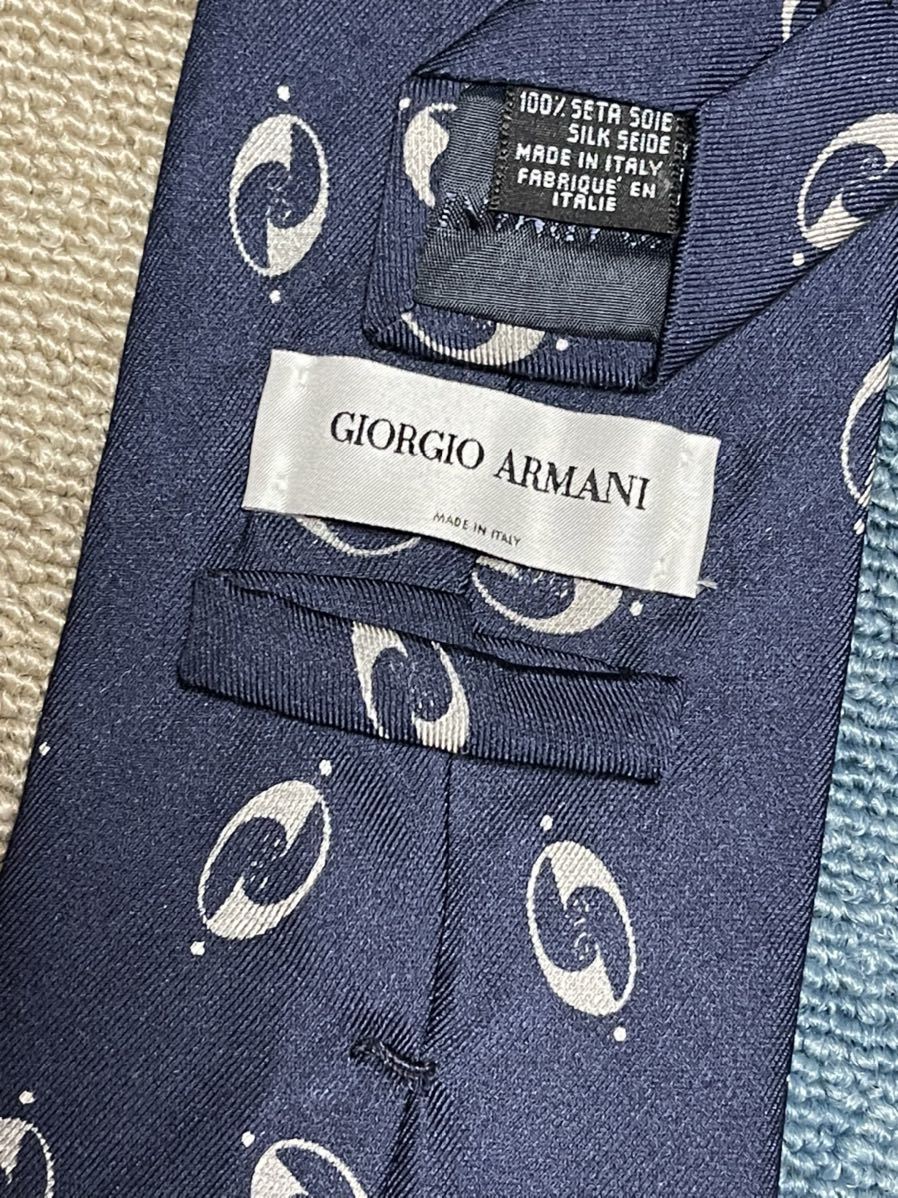 100% SETA SOIE
SILK SEIDE
MADE IN ITALY
FABRIQUE' EN
ITALIE
GIORGIO ARMANI
MADE IN ITALY